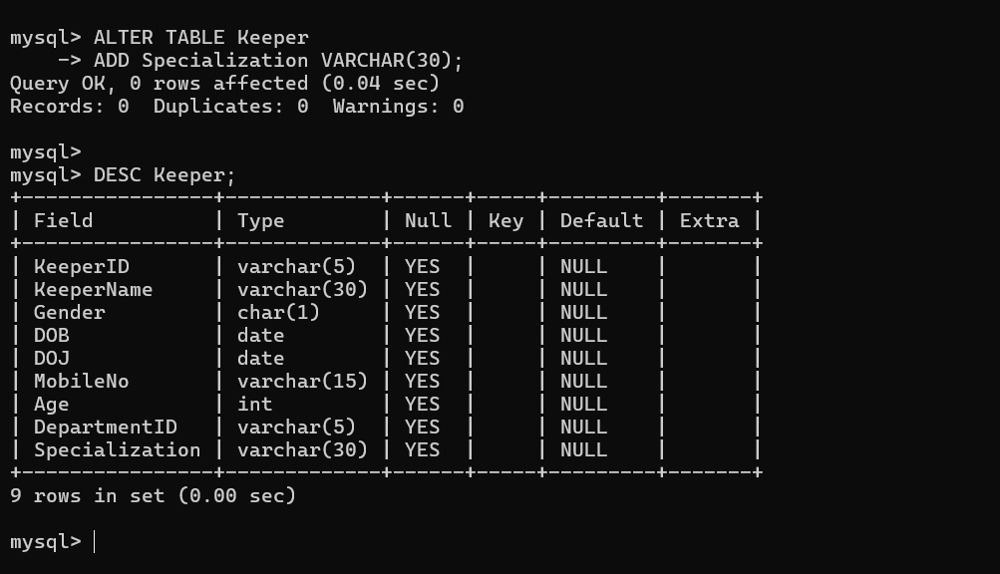 mysql> ALTER TABLE Keeper
    -> ADD Specialization VARCHAR(30);
Query OK, 0 rows affected (0.04 sec)
Records: 0  Duplicates: 0  Warnings: 0

mysql>
mysql> DESC Keeper;
+----------------+-------------+------+-----+---------+-------+
| Field          | Type        | Null | Key | Default | Extra |
+----------------+-------------+------+-----+---------+-------+
| KeeperID       | varchar(5)  | YES  |     | NULL    |       |
| KeeperName     | varchar(30) | YES  |     | NULL    |       |
| Gender         | char(1)     | YES  |     | NULL    |       |
| DOB            | date        | YES  |     | NULL    |       |
| DOJ            | date        | YES  |     | NULL    |       |
| MobileNo       | varchar(15) | YES  |     | NULL    |       |
| Age            | int         | YES  |     | NULL    |       |
| DepartmentID   | varchar(5)  | YES  |     | NULL    |       |
| Specialization | varchar(30) | YES  |     | NULL    |       |
+----------------+-------------+------+-----+---------+-------+
9 rows in set (0.00 sec)

mysql>